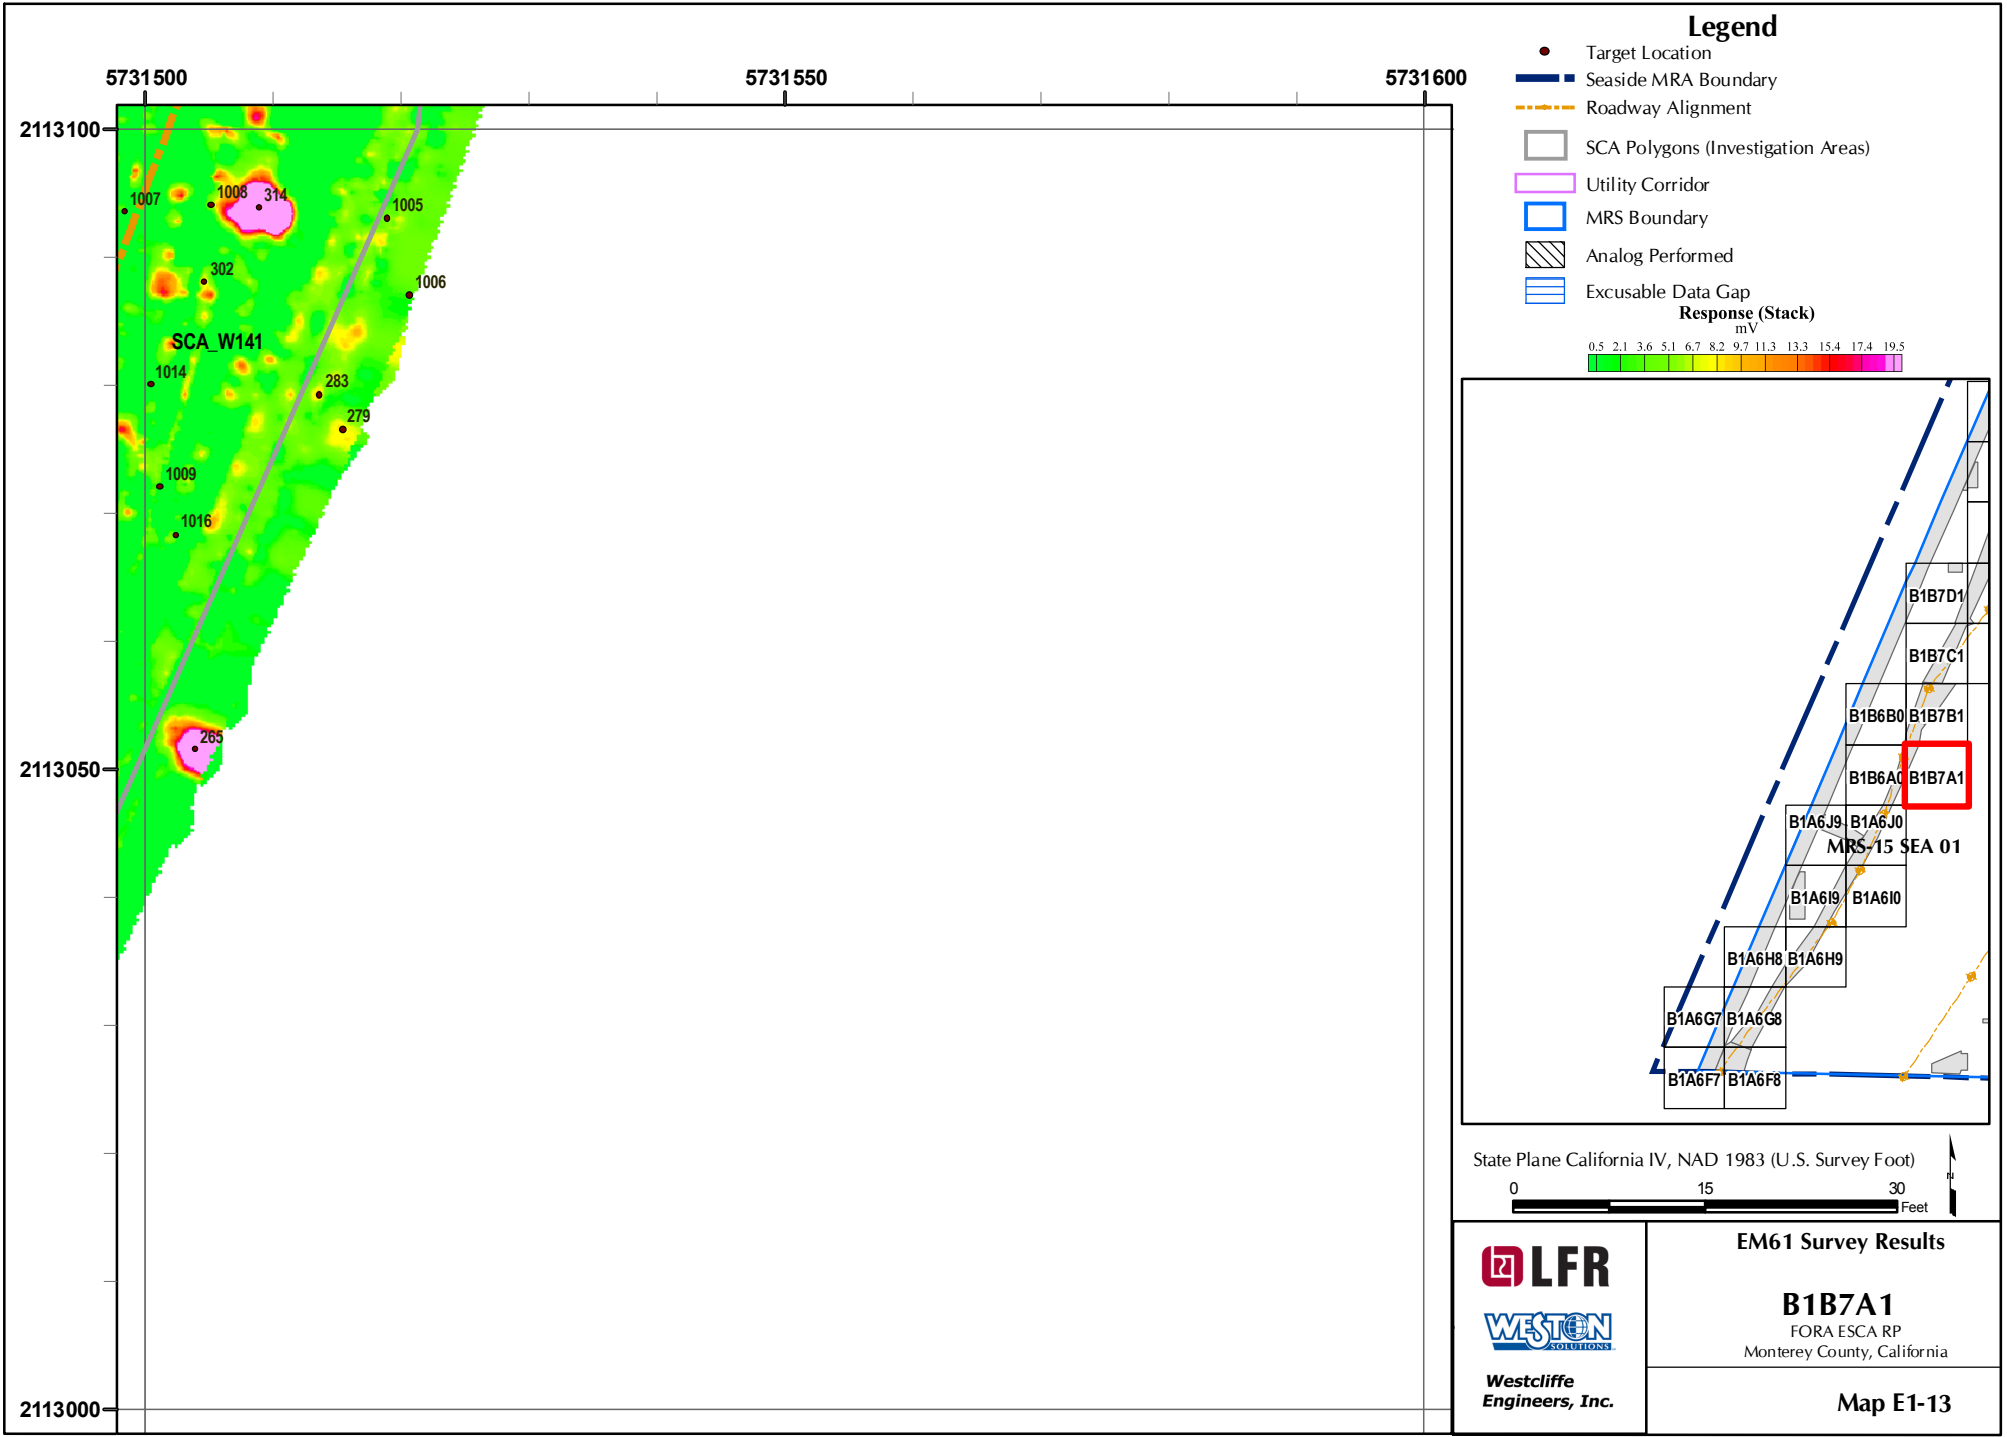 5731500
5731550
5731600
2113100
2113050
2113000
1007
1008
314
1005
302
1006
SCA_W141
1014
283
279
1009
1016
265
Legend
Target Location
Seaside MRA Boundary
Roadway Alignment
SCA Polygons (Investigation Areas)
Utility Corridor
MRS Boundary
Analog Performed
Excusable Data Gap
Response (Stack)
mV
0.5 2.1 3.6 5.1 6.7 8.2 9.7 11.3 13.3 15.4 17.4 19.5
B1B7D1
B1B7C1
B1B6B0 B1B7B1
B1B6A0 B1B7A1
B1A6J9 B1A6J0
MRS-15 SEA 01
B1A6I9 B1A6I0
B1A6H8 B1A6H9
B1A6G7 B1A6G8
B1A6F7 B1A6F8
State Plane California IV, NAD 1983 (U.S. Survey Foot)
0 15 30
Feet
N
LFR
WESTON
SOLUTIONS
Westcliffe
Engineers, Inc.
EM61 Survey Results
B1B7A1
FORA ESCA RP
Monterey County, California
Map E1-13